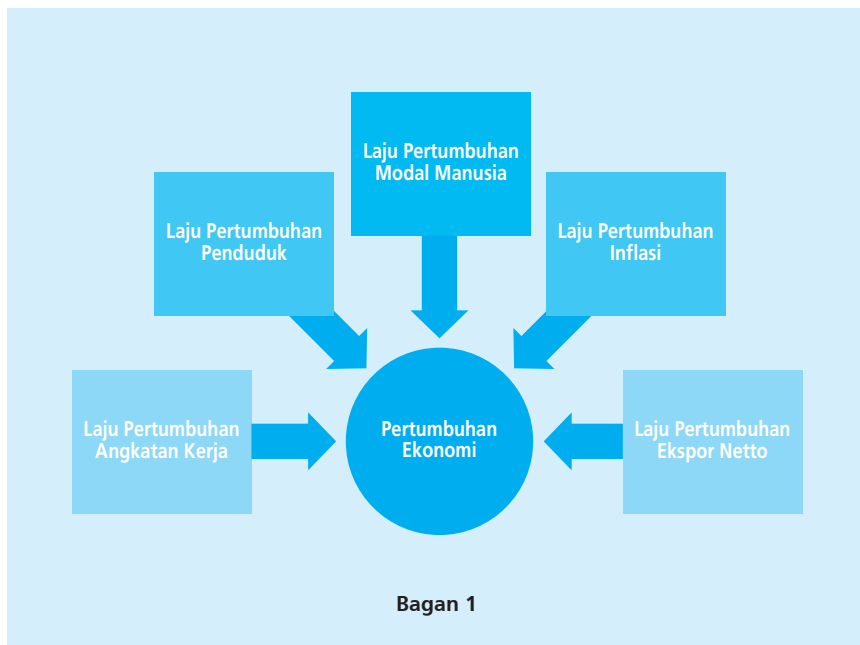 Laju Pertumbuhan
Modal Manusia
Laju Pertumbuhan
Penduduk
Laju Pertumbuhan
Inflasi
Laju Pertumbuhan
Angkatan Kerja
Pertumbuhan
Ekonomi
Laju Pertumbuhan
Ekspor Netto
Bagan 1